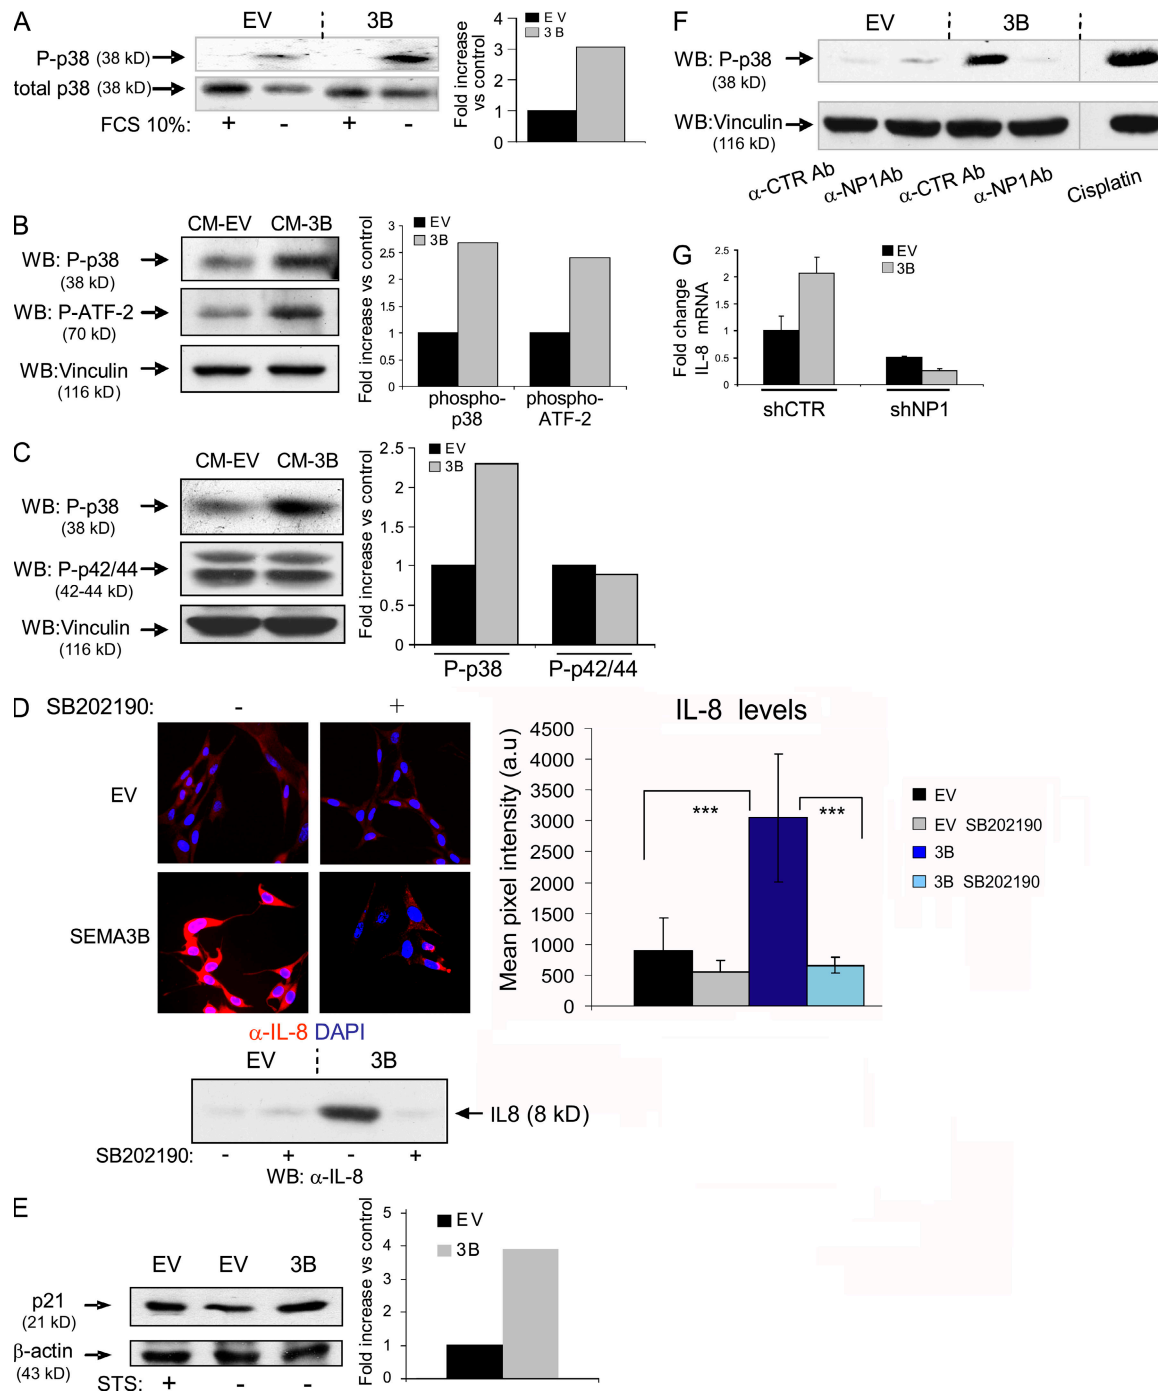 A
EV
3B
P-p38 (38 kD)
total p38 (38 kD)
FCS 10%:
+
-
+
-
Fold increase
vs control
5
4
3
2
1
0
EV
3B
F
EV
3B
WB: P-p38
(38 kD)
WB:Vinculin
(116 kD)
α-CTR Ab
α-NP1Ab
α-CTR Ab
α-NP1Ab
Cisplatin
B
CM-EV
CM-3B
WB: P-p38
(38 kD)
WB: P-ATF-2
(70 kD)
WB:Vinculin
(116 kD)
Fold increase vs control
3
2.5
2
1.5
1
0.5
0
EV
3B
phospho-
p38
phospho-
ATF-2
G
Fold change
IL-8 mRNA
2.5
2
1.5
1
0.5
0
EV
3B
shCTR
shNP1
C
CM-EV
CM-3B
WB: P-p38
(38 kD)
WB: P-p42/44
(42-44 kD)
WB:Vinculin
(116 kD)
Fold increase vs control
2.5
2
1.5
1
0.5
0
EV
3B
P-p38
P-p42/44
D
SB202190:
-
+
EV
SEMA3B
α-IL-8 DAPI
IL-8 levels
Mean pixel intensity (a.u)
4500
4000
3500
3000
2500
2000
1500
1000
500
0
***
***
EV
EV SB202190
3B
3B SB202190
EV
3B
IL8 (8 kD)
SB202190:
-
+
-
+
WB: α-IL-8
E
EV
EV
3B
p21
(21 kD)
β-actin
(43 kD)
STS:
+
-
-
Fold increase vs control
5
4
3
2
1
0
EV
3B